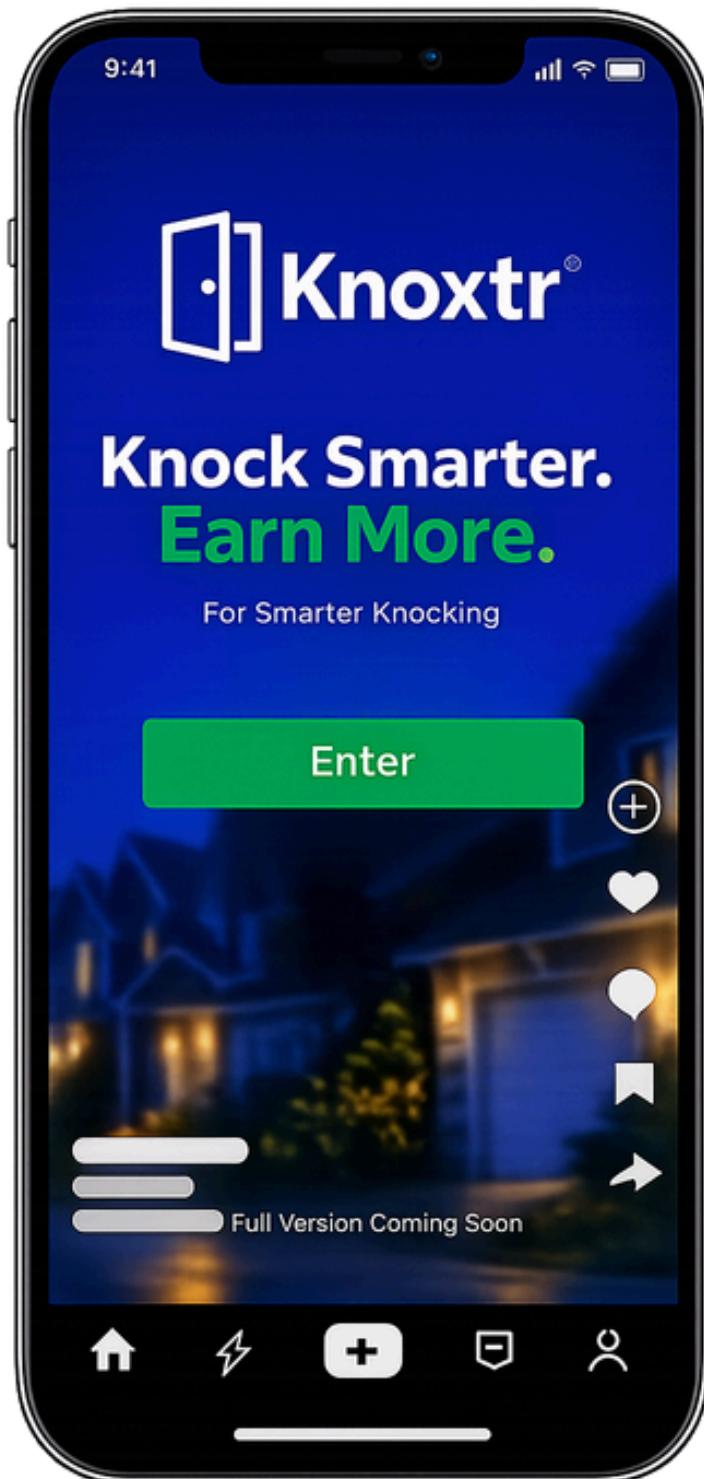 9:41
Knoxtr
Knock Smarter.
Earn More.
For Smarter Knocking
Enter
Full Version Coming Soon